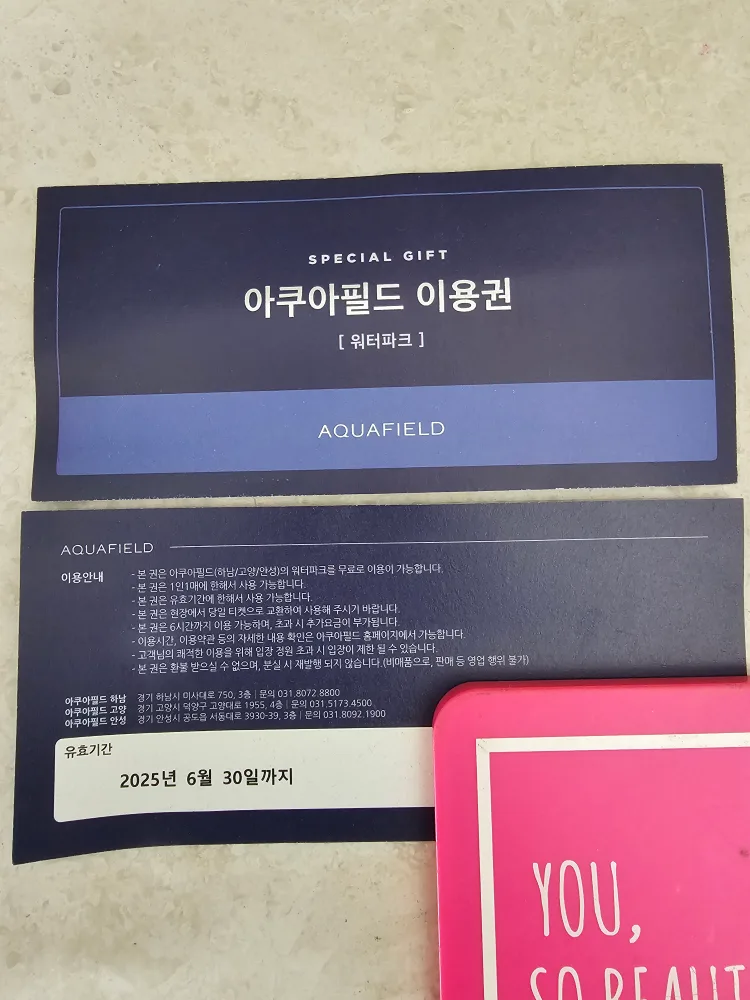 SPECIAL GIFT
아쿠아필드 이용권
[ 워터파크 ]
AQUAFIELD
AQUAFIELD
이용안내
- 본 권은 아쿠아필드(하남/고양/안성)의 워터파크를 무료로 이용이 가능합니다.
- 본 권은 1인1매에 한해서 사용 가능합니다.
- 본 권은 유효기간에 한해서 사용 가능합니다.
- 본 권은 현장에서 당일 티켓으로 교환하여 사용해 주시기 바랍니다.
- 본 권은 6시간까지 이용 가능하며, 초과 시 추가요금이 부가됩니다.
- 이용시간, 이용약관 등의 자세한 내용 확인은 아쿠아필드 홈페이지에서 가능합니다.
- 고객님의 쾌적한 이용을 위해 입장 정원 초과 시 입장이 제한 될 수 있습니다.
- 본 권은 환불 받으실 수 없으며, 분실 시 재발행 되지 않습니다.(비매품으로, 판매 등 영업 행위 불가)
아쿠아필드 하남 경기 하남시 미사대로 750, 3층 | 문의 031.8072 8800
아쿠아필드 고양 경기 고양시 덕양구 고양대로 1955, 4층 | 문의 031.5173.4500
아쿠아필드 안성 경기 안성시 공도읍 서동대로 3930-39, 3층 | 문의 031.8092.1900
유효기간
2025년 6월 30일까지
YOU,
SO BEAUT